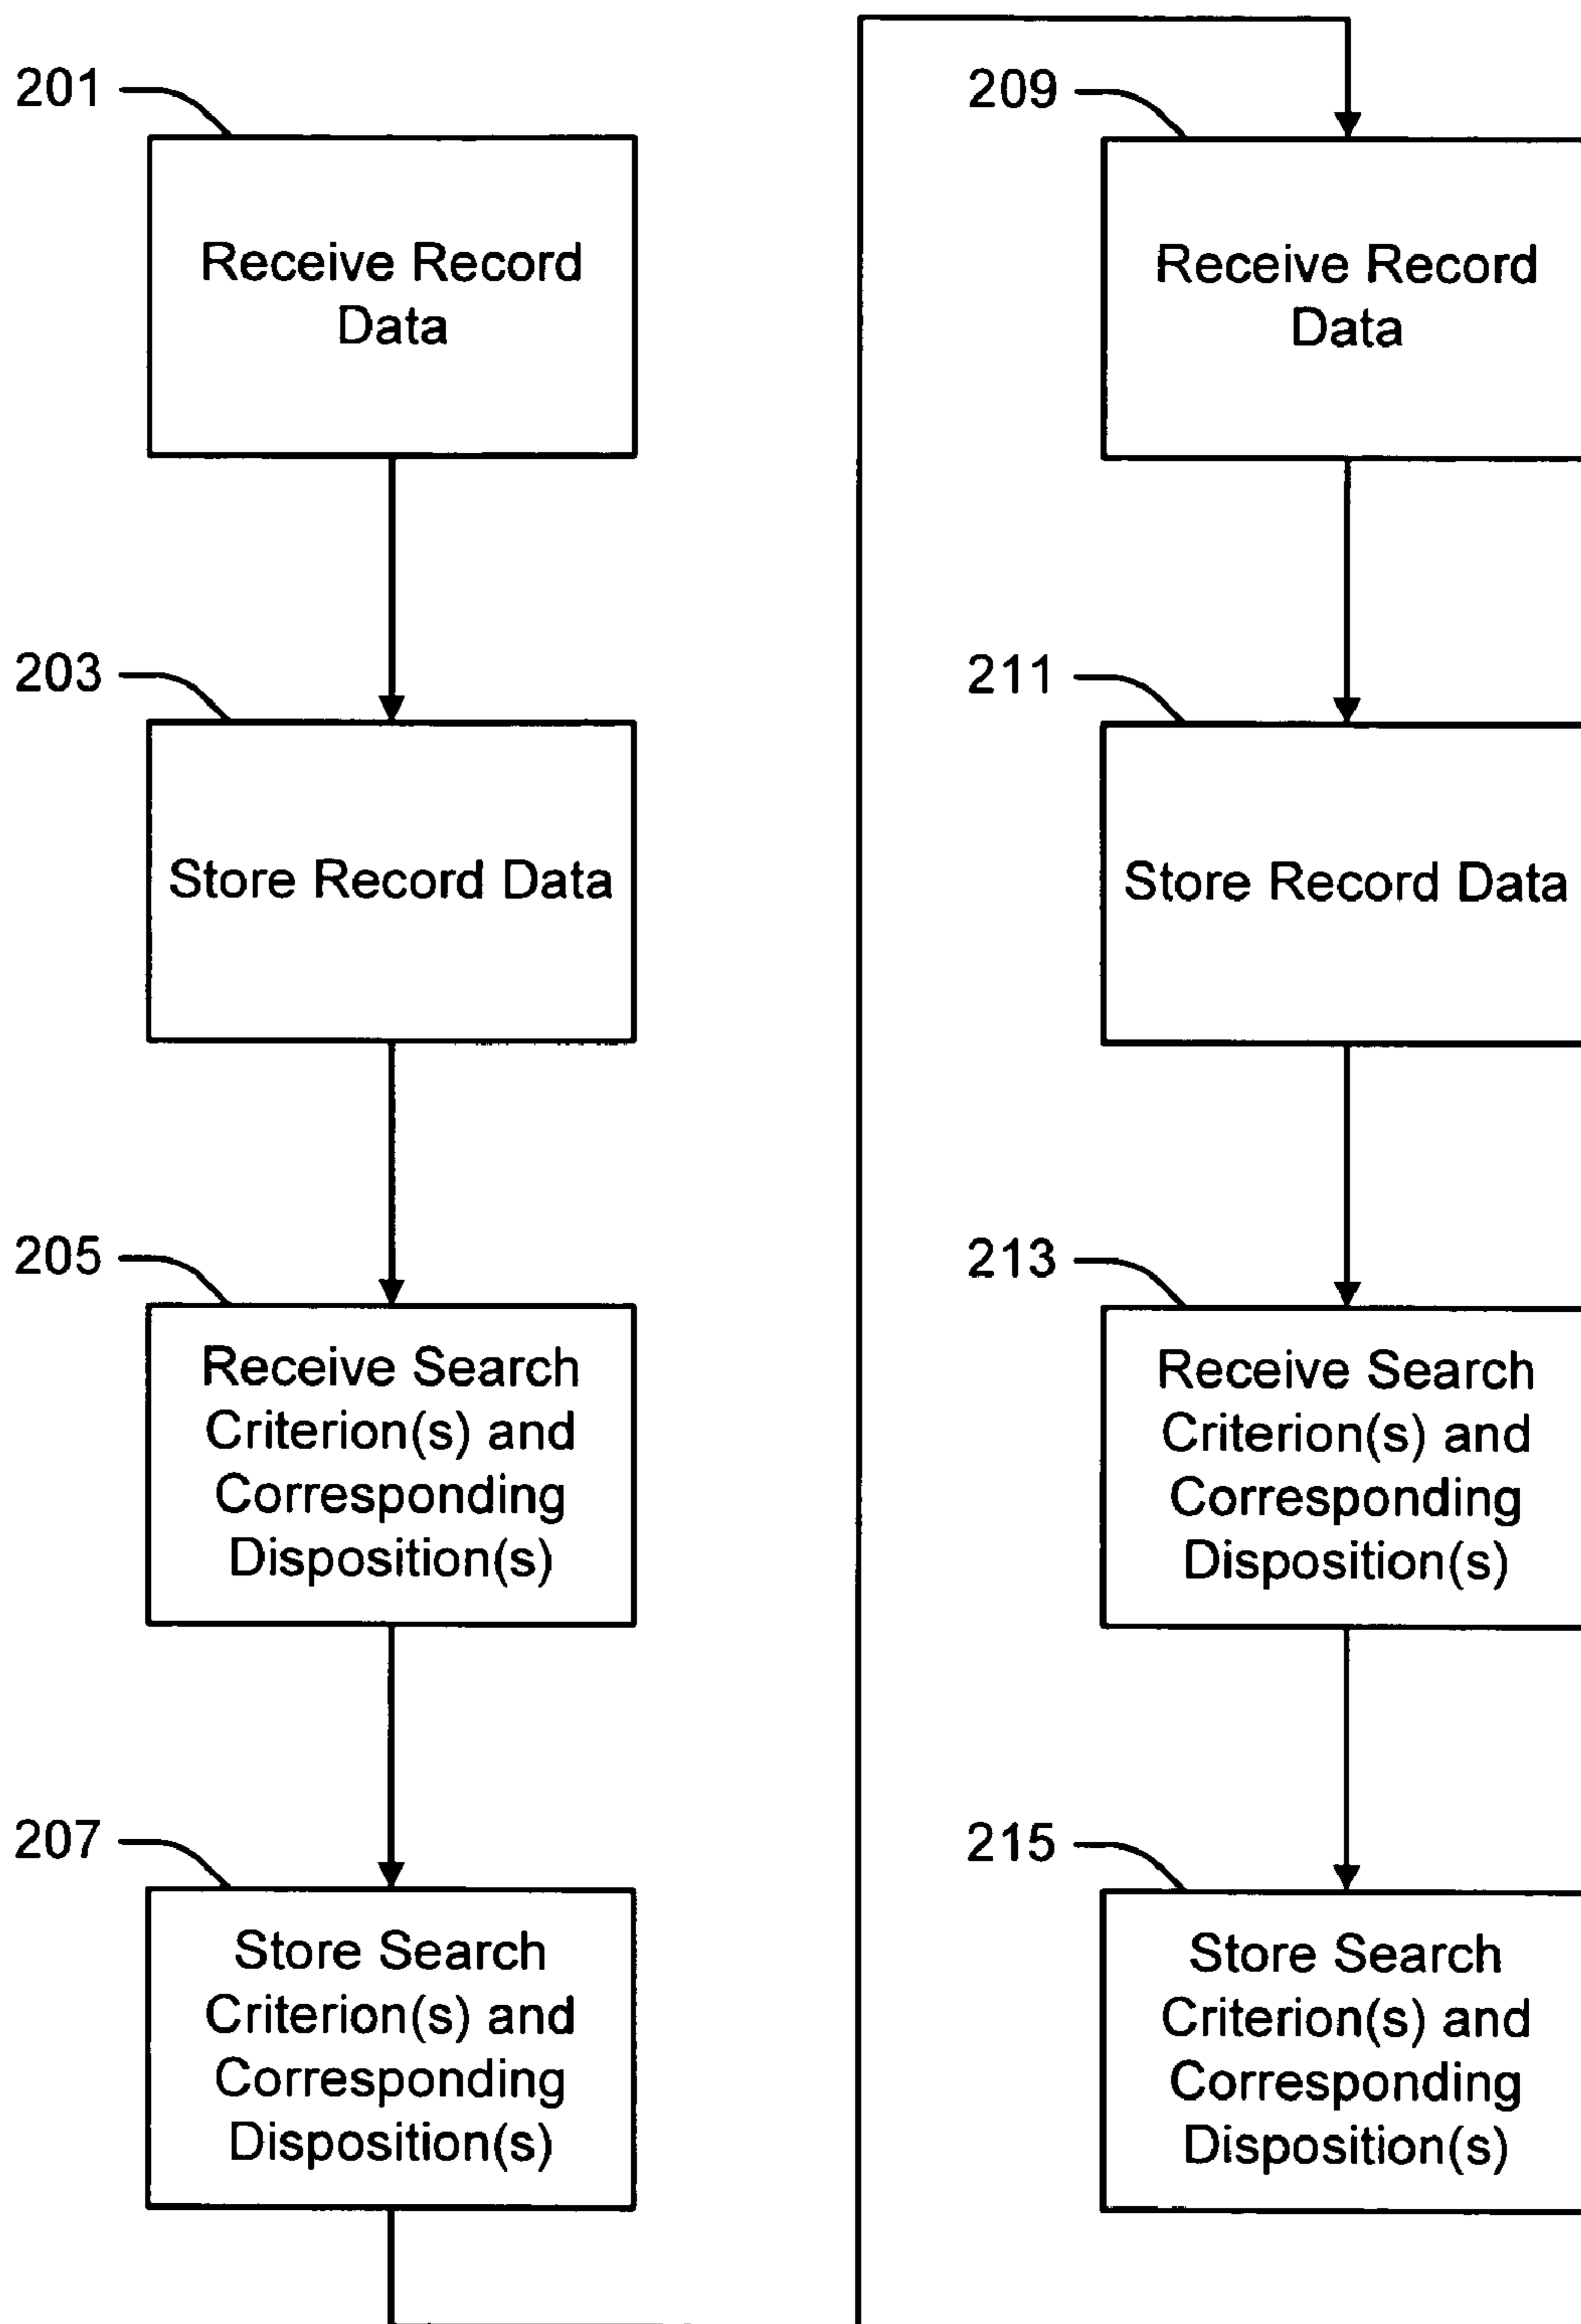 201
Receive Record
Data
203
Store Record Data
205
Receive Search
Criterion(s) and
Corresponding
Disposition(s)
207
Store Search
Criterion(s) and
Corresponding
Disposition(s)
209
Receive Record
Data
211
Store Record Data
213
Receive Search
Criterion(s) and
Corresponding
Disposition(s)
215
Store Search
Criterion(s) and
Corresponding
Disposition(s)